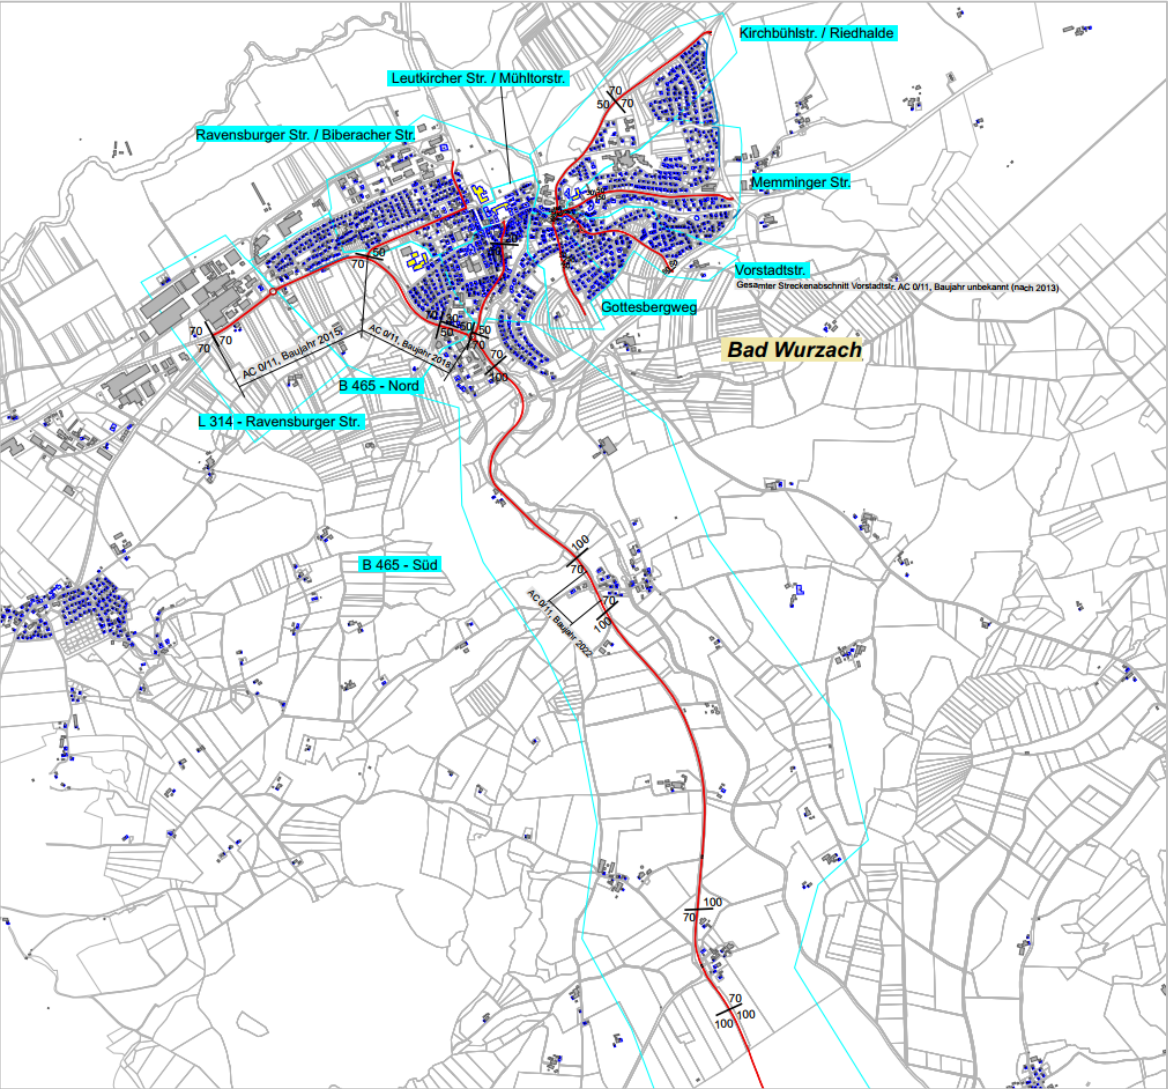 Kirchbühlstr. / Riedhalde
Leutkircher Str. / Mühltorstr.
70
50 70
Ravensburger Str. / Biberacher Str.
Memminger Str.
50
70
Vorstadtstr.
Gesamter Streckenabschnitt Vorstadtstr. AC 0/11, Baujahr unbekannt (nach 2013)
Gottesbergweg
70
70
70
50
50
70
Bad Wurzach
AC 0/11, Baujahr 2015
AC 0/11, Baujahr 2018
70
100
B 465 - Nord
L 314 - Ravensburger Str.
100
70
B 465 - Süd
70
100
AC 0/11, Baujahr 2022
100
70
70
100
100